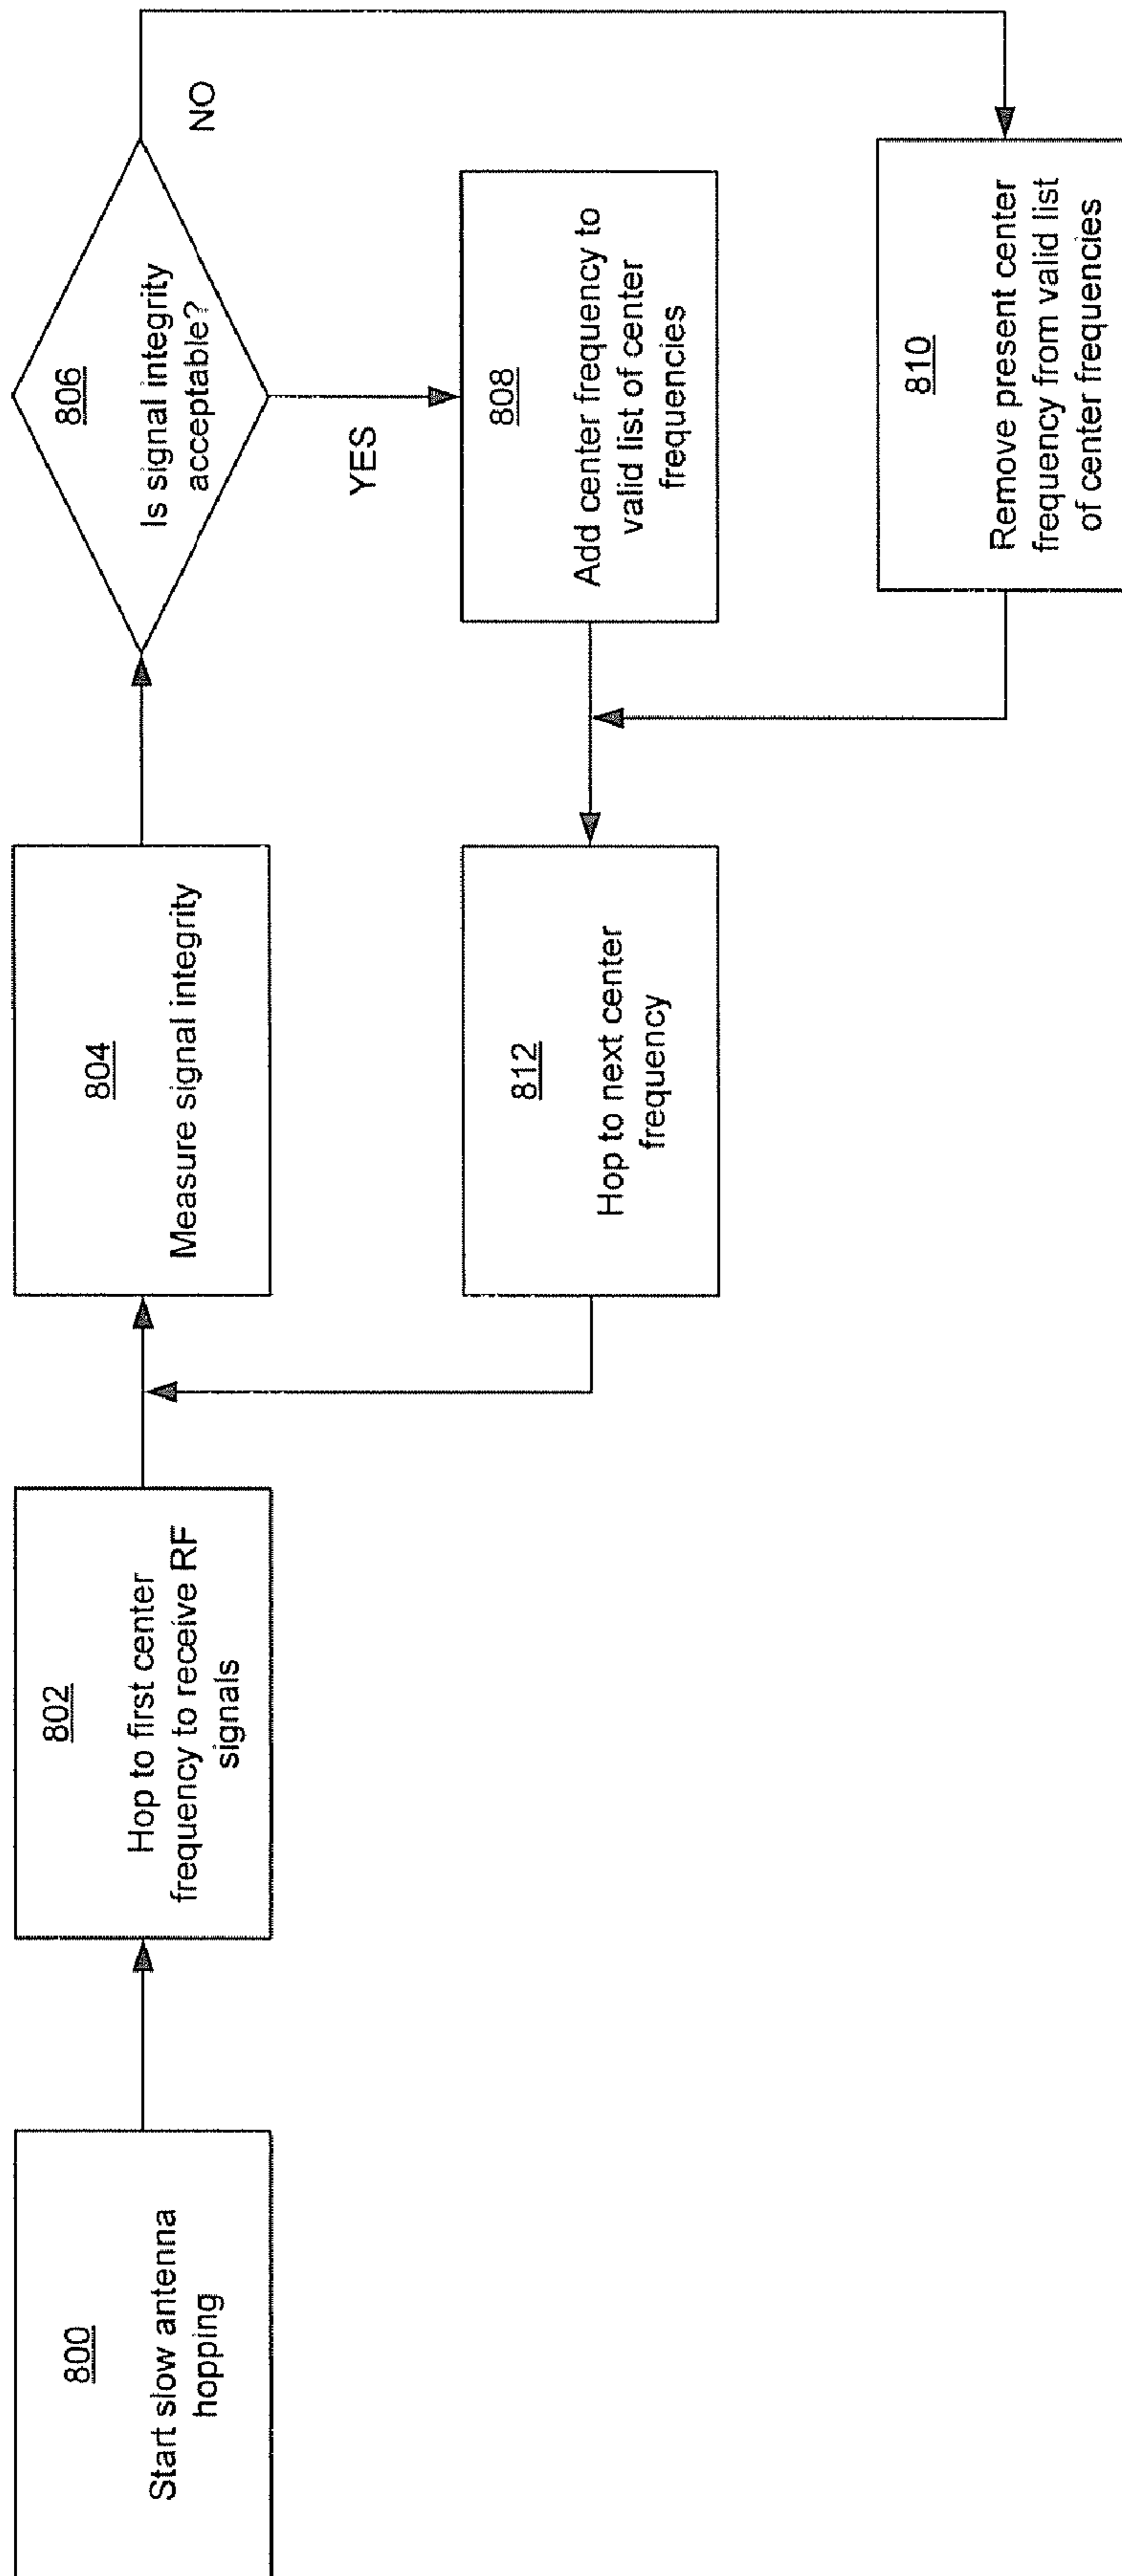 800
Start slow antenna
hopping
802
Hop to first center
frequency to receive RF
signals
804
Measure signal integrity
806
Is signal integrity
acceptable?
NO
YES
808
Add center frequency to
valid list of center
frequencies
810
Remove present center
frequency from valid list
of center frequencies
812
Hop to next center
frequency